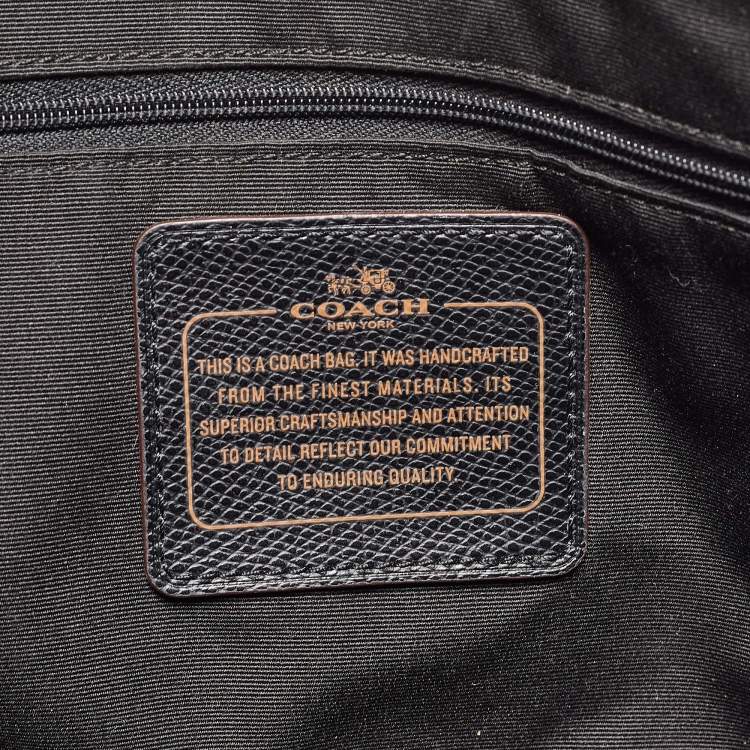 COACH
NEW YORK
THIS IS A COACH BAG. IT WAS HANDCRAFTED
FROM THE FINEST MATERIALS. ITS
SUPERIOR CRAFTSMANSHIP AND ATTENTION
TO DETAIL REFLECT OUR COMMITMENT
TO ENDURING QUALITY.